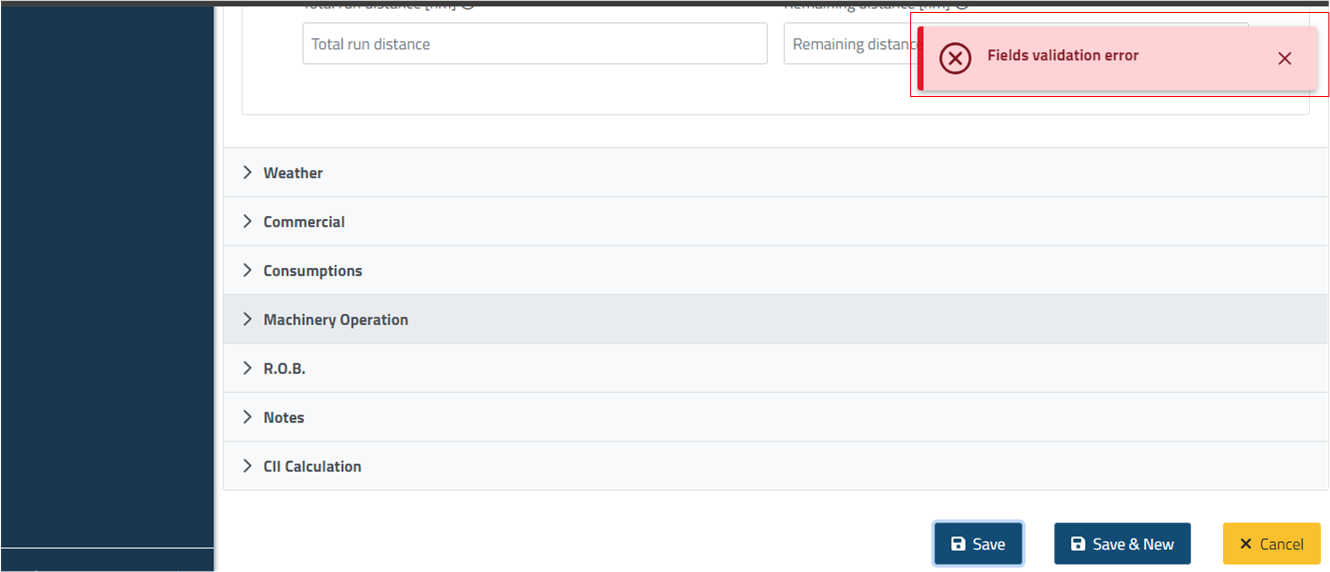 Total run distance [nm]
Remaining distance [nm]
Total run distance
Remaining distance
Fields validation error
Weather
Commercial
Consumptions
Machinery Operation
R.O.B.
Notes
CII Calculation
Save
Save & New
Cancel